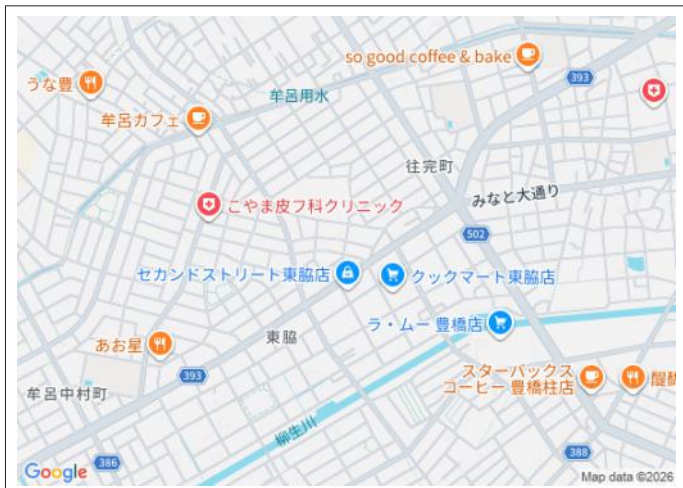 so good coffee & bake
393
うな豊
牟呂用水
牟呂カフェ
往完町
みなと大通り
こやま皮フ科クリニック
502
セカンドストリート東脇店
クックマート東脇店
ラ・ムー 豊橋店
東脇
あお星
スターバックス
コーヒー 豊橋柱店
393
牟呂中村町
柳生川
386
388
Google
Map data ©2026